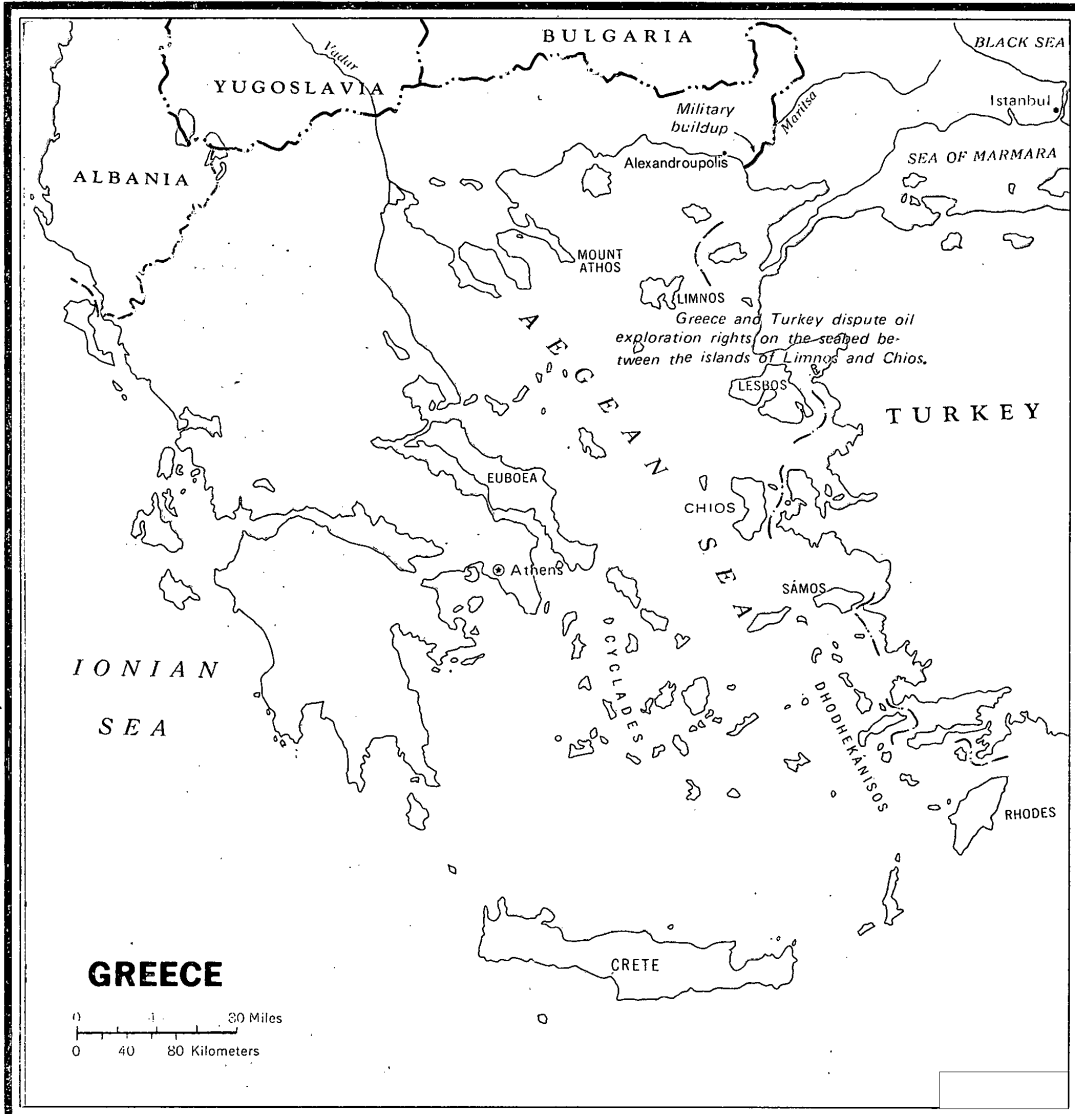 BULGARIA
BLACK SEA
Vadar
YUGOSLAVIA
Istanbul
Military
buildup
Maritsa
Alexandroupolis
SEA OF MARMARA
ALBANIA
MOUNT
ATHOS
LIMNOS
Greece and Turkey dispute oil
exploration rights on the seabed be-
tween the islands of Limnos and Chios.
AEGEAN SEA
LESBOS
TURKEY
EUBOEA
CHIOS
Athens
SÁMOS
IONIAN
SEA
CYCLADES
DHODHEKÁNISOS
RHODES
CRETE
GREECE
0 Miles
0 40 80 Kilometers